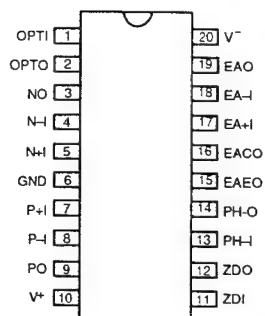 OPTI 1 20 V−
OPTO 2 19 EAO
NO 3 18 EA–I
N–I 4 17 EA+I
N+I 5 16 EACO
GND 6 15 EAEO
P+I 7 14 PH-O
P–I 8 13 PH–I
PO 9 12 ZDO
V+ 10 11 ZDI